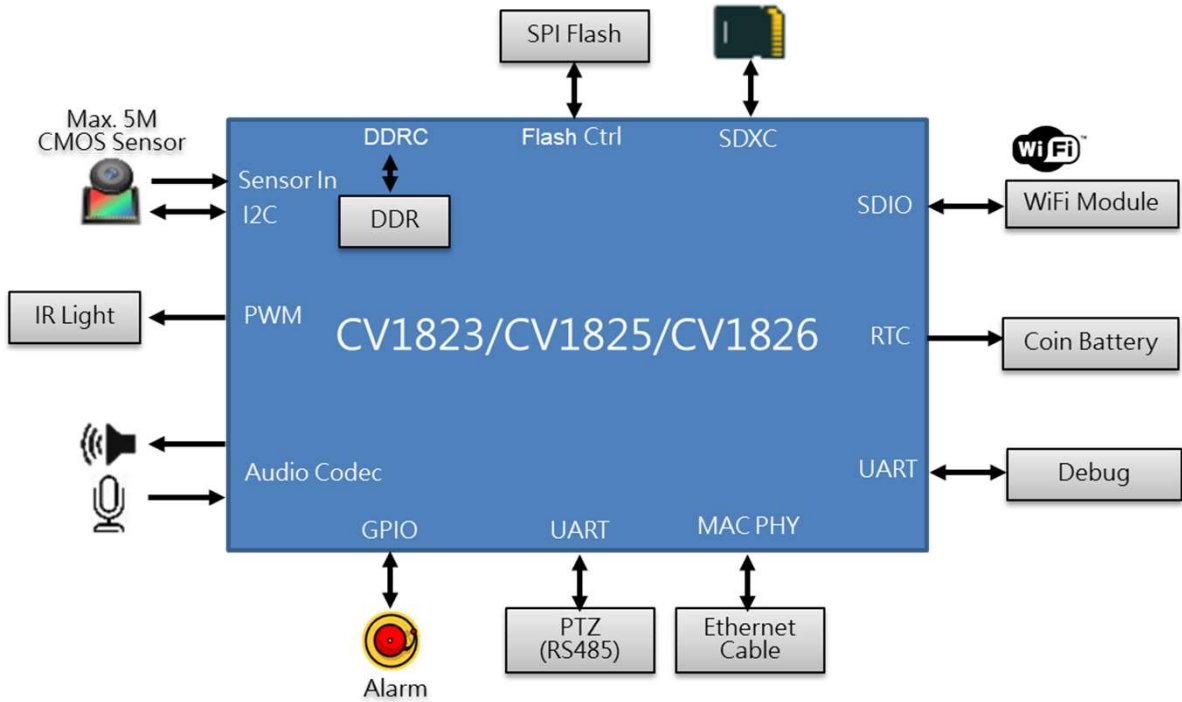 SPI Flash
Max. 5M
CMOS Sensor
DDRC
Flash Ctrl
SDXC
WiFi™
Sensor In
I2C
DDR
SDIO
WiFi Module
IR Light
PWM
CV1823/CV1825/CV1826
RTC
Coin Battery
Audio Codec
UART
Debug
GPIO
UART
MAC PHY
PTZ
(RS485)
Ethernet
Cable
Alarm